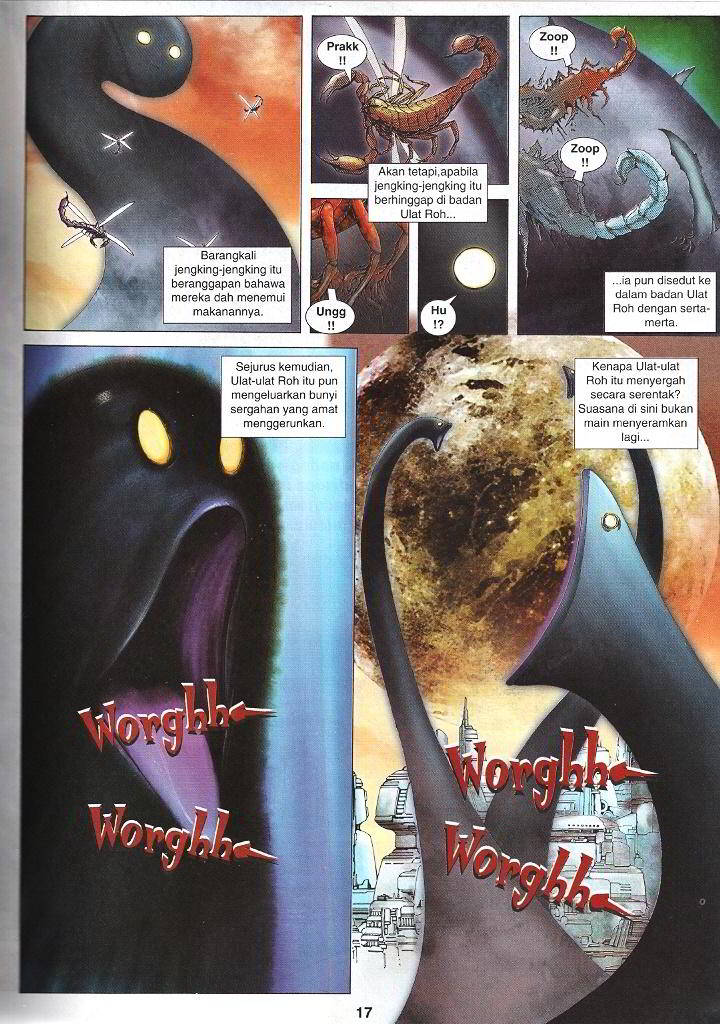 Barangkali
jengking-jengking itu
beranggapan bahawa
mereka dah menemui
makanannya.
Prakk
!!
Akan tetapi,apabila
jengking-jengking itu
berhinggap di badan
Ulat Roh...
Ungg
!!
Hu
!?
Zoop
!!
Zoop
!!
...ia pun disedut ke
dalam badan Ulat
Roh dengan serta-
merta.
Sejurus kemudian,
Ulat-ulat Roh itu pun
mengeluarkan bunyi
sergahan yang amat
menggerunkan.
Worghh
Worghh
Kenapa Ulat-ulat
Roh itu menyergah
secara serentak?
Suasana di sini bukan
main menyeramkan
lagi...
Worghh
Worghh
17